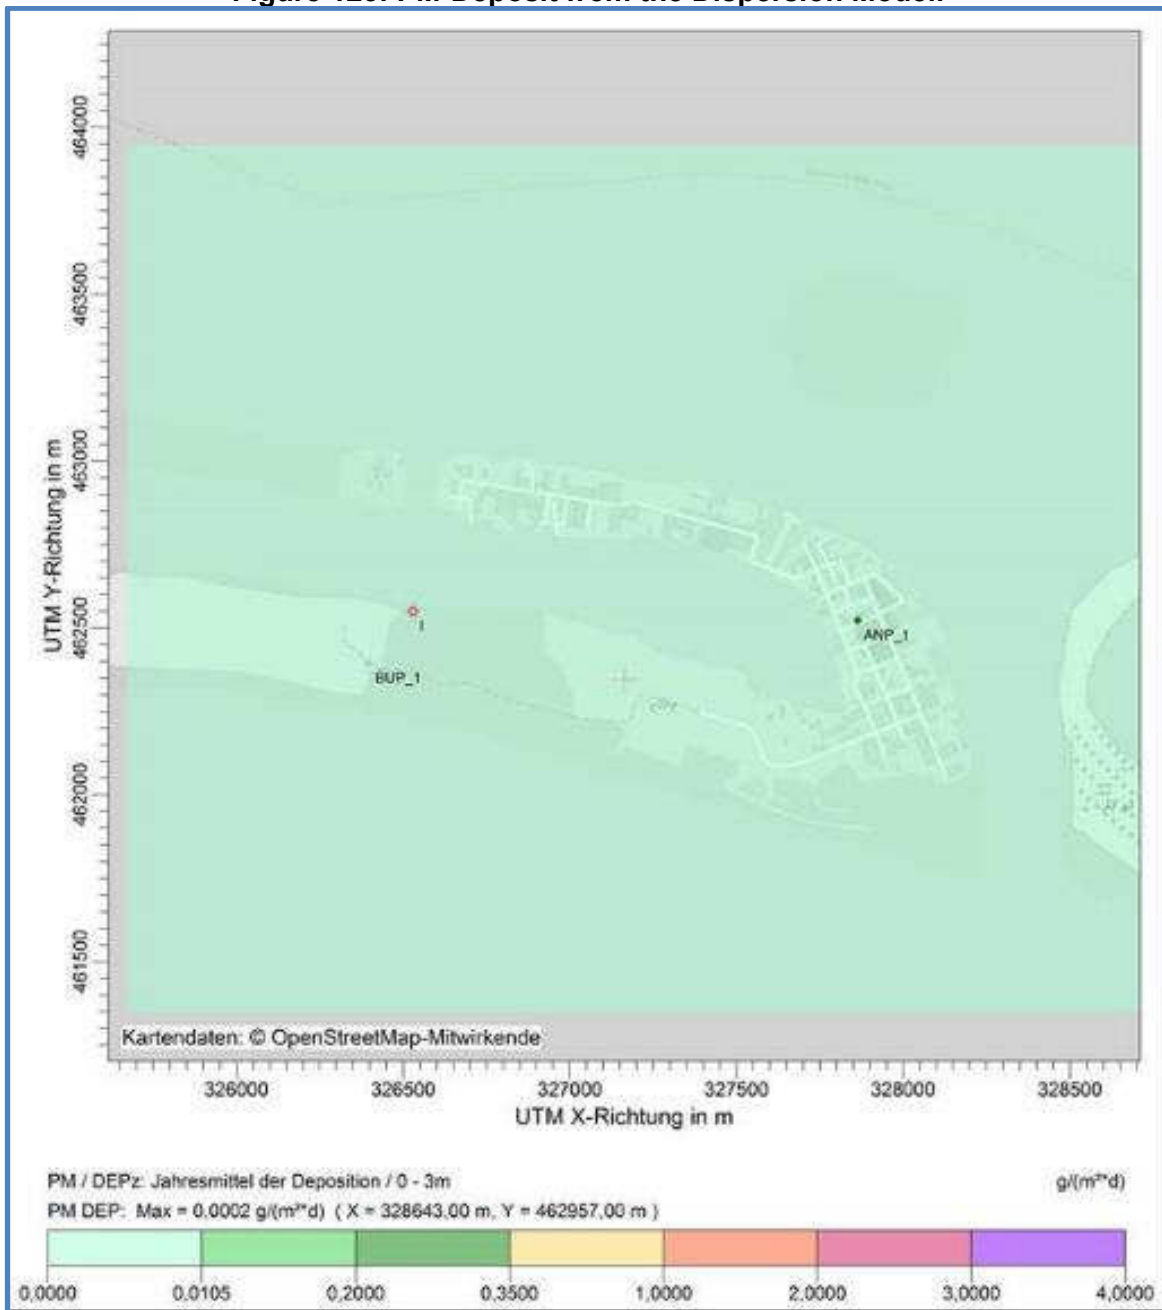 Figure 120: PM-Deposit from the Dispersion Modell
UTM Y-Richtung in m
464000
463500
463000
462500
462000
461500
1
BUP_1
ANP_1
Kartendaten: © OpenStreetMap-Mitwirkende
326000 326500 327000 327500 328000 328500
UTM X-Richtung in m
PM / DEPz: Jahresmittel der Deposition / 0 - 3m g/(m²*d)
PM DEP: Max = 0.0002 g/(m²*d) ( X = 328643,00 m, Y = 462957,00 m )
0,0000 0,0105 0,2000 0,3500 1,0000 2,0000 3,0000 4,0000